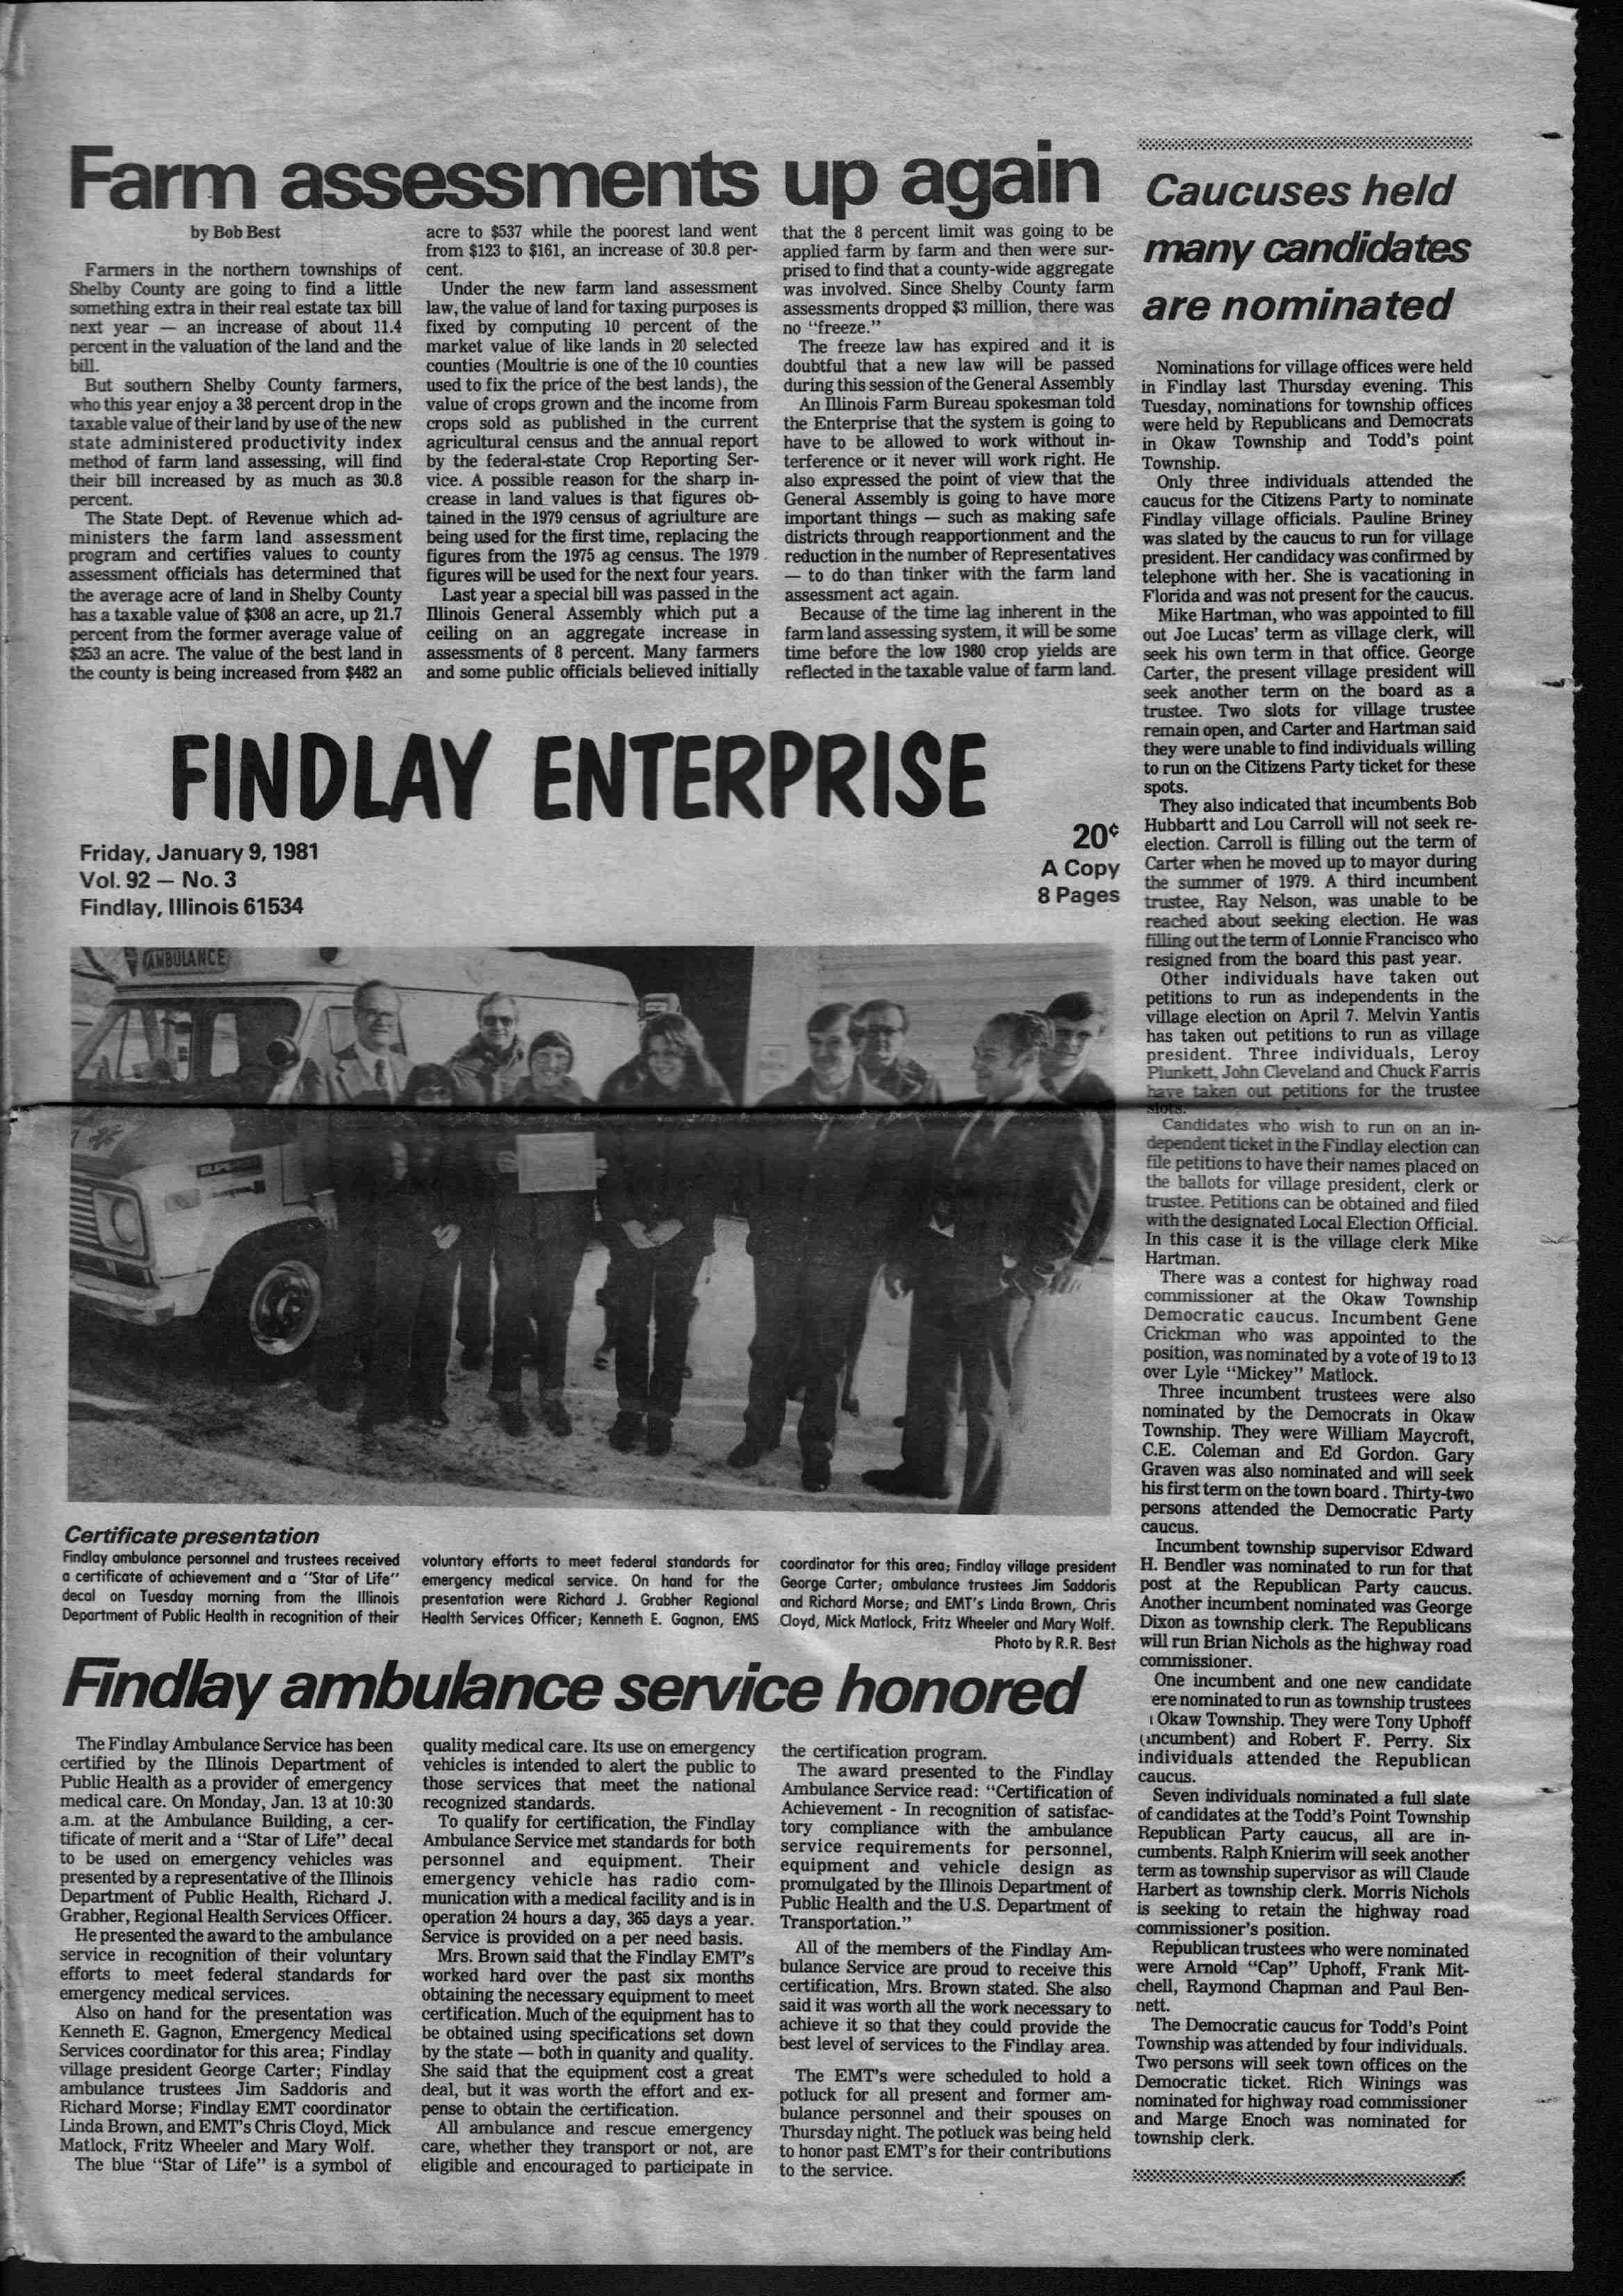 Farm assessments up again
by Bob Best
Farmers in the northern townships of
Shelby County are going to find a little
something extra in their real estate tax bill
next year — an increase of about 11.4
percent in the valuation of the land and the
bill.
But southern Shelby County farmers,
who this year enjoy a 38 percent drop in the
taxable value of their land by use of the new
state administered productivity index
method of farm land assessing, will find
their bill increased by as much as 30.8
percent.
The State Dept. of Revenue which ad-
ministers the farm land assessment
program and certifies values to county
assessment officials has determined that
the average acre of land in Shelby County
has a taxable value of $308 an acre, up 21.7
percent from the former average value of
$253 an acre. The value of the best land in
the county is being increased from $482 an
acre to $537 while the poorest land went
from $123 to $161, an increase of 30.8 per-
cent.
Under the new farm land assessment
law, the value of land for taxing purposes is
fixed by computing 10 percent of the
market value of like lands in 20 selected
counties (Moultrie is one of the 10 counties
used to fix the price of the best lands), the
value of crops grown and the income from
crops sold as published in the current
agricultural census and the annual report
by the federal-state Crop Reporting Ser-
vice. A possible reason for the sharp in-
crease in land values is that figures ob-
tained in the 1979 census of agriulture are
being used for the first time, replacing the
figures from the 1975 ag census. The 1979
figures will be used for the next four years.
Last year a special bill was passed in the
Illinois General Assembly which put a
ceiling on an aggregate increase in
assessments of 8 percent. Many farmers
and some public officials believed initially
that the 8 percent limit was going to be
applied farm by farm and then were sur-
prised to find that a county-wide aggregate
was involved. Since Shelby County farm
assessments dropped $3 million, there was
no "freeze."
The freeze law has expired and it is
doubtful that a new law will be passed
during this session of the General Assembly
An Illinois Farm Bureau spokesman told
the Enterprise that the system is going to
have to be allowed to work without in-
terference or it never will work right. He
also expressed the point of view that the
General Assembly is going to have more
important things — such as making safe
districts through reapportionment and the
reduction in the number of Representatives
— to do than tinker with the farm land
assessment act again.
Because of the time lag inherent in the
farm land assessing system, it will be some
time before the low 1980 crop yields are
reflected in the taxable value of farm land.
FINDLAY ENTERPRISE
Friday, January 9, 1981
Vol. 92 — No. 3
Findlay, Illinois 61534
20¢
A Copy
8 Pages
AMBULANCE
Certificate presentation
Findlay ambulance personnel and trustees received
a certificate of achievement and a "Star of Life"
decal on Tuesday morning from the Illinois
Department of Public Health in recognition of their
voluntary efforts to meet federal standards for
emergency medical service. On hand for the
presentation were Richard J. Grabher Regional
Health Services Officer; Kenneth E. Gagnon, EMS
coordinator for this area; Findlay village president
George Carter; ambulance trustees Jim Saddoris
and Richard Morse; and EMT's Linda Brown, Chris
Cloyd, Mick Matlock, Fritz Wheeler and Mary Wolf.
Photo by R.R. Best
Findlay ambulance service honored
The Findlay Ambulance Service has been
certified by the Illinois Department of
Public Health as a provider of emergency
medical care. On Monday, Jan. 13 at 10:30
a.m. at the Ambulance Building, a cer-
tificate of merit and a "Star of Life" decal
to be used on emergency vehicles was
presented by a representative of the Illinois
Department of Public Health, Richard J.
Grabher, Regional Health Services Officer.
He presented the award to the ambulance
service in recognition of their voluntary
efforts to meet federal standards for
emergency medical services.
Also on hand for the presentation was
Kenneth E. Gagnon, Emergency Medical
Services coordinator for this area; Findlay
village president George Carter; Findlay
ambulance trustees Jim Saddoris and
Richard Morse; Findlay EMT coordinator
Linda Brown, and EMT's Chris Cloyd, Mick
Matlock, Fritz Wheeler and Mary Wolf.
The blue "Star of Life" is a symbol of
quality medical care. Its use on emergency
vehicles is intended to alert the public to
those services that meet the national
recognized standards.
To qualify for certification, the Findlay
Ambulance Service met standards for both
personnel and equipment. Their
emergency vehicle has radio com-
munication with a medical facility and is in
operation 24 hours a day, 365 days a year.
Service is provided on a per need basis.
Mrs. Brown said that the Findlay EMT's
worked hard over the past six months
obtaining the necessary equipment to meet
certification. Much of the equipment has to
be obtained using specifications set down
by the state — both in quanity and quality.
She said that the equipment cost a great
deal, but it was worth the effort and ex-
pense to obtain the certification.
All ambulance and rescue emergency
care, whether they transport or not, are
eligible and encouraged to participate in
the certification program.
The award presented to the Findlay
Ambulance Service read: "Certification of
Achievement - In recognition of satisfac-
tory compliance with the ambulance
service requirements for personnel,
equipment and vehicle design as
promulgated by the Illinois Department of
Public Health and the U.S. Department of
Transportation."
All of the members of the Findlay Am-
bulance Service are proud to receive this
certification, Mrs. Brown stated. She also
said it was worth all the work necessary to
achieve it so that they could provide the
best level of services to the Findlay area.
The EMT's were scheduled to hold a
potluck for all present and former am-
bulance personnel and their spouses on
Thursday night. The potluck was being held
to honor past EMT's for their contributions
to the service.
Caucuses held
many candidates
are nominated
Nominations for village offices were held
in Findlay last Thursday evening. This
Tuesday, nominations for township offices
were held by Republicans and Democrats
in Okaw Township and Todd's point
Township.
Only three individuals attended the
caucus for the Citizens Party to nominate
Findlay village officials. Pauline Briney
was slated by the caucus to run for village
president. Her candidacy was confirmed by
telephone with her. She is vacationing in
Florida and was not present for the caucus.
Mike Hartman, who was appointed to fill
out Joe Lucas' term as village clerk, will
seek his own term in that office. George
Carter, the present village president will
seek another term on the board as a
trustee. Two slots for village trustee
remain open, and Carter and Hartman said
they were unable to find individuals willing
to run on the Citizens Party ticket for these
spots.
They also indicated that incumbents Bob
Hubbartt and Lou Carroll will not seek re-
election. Carroll is filling out the term of
Carter when he moved up to mayor during
the summer of 1979. A third incumbent
trustee, Ray Nelson, was unable to be
reached about seeking election. He was
filling out the term of Lonnie Francisco who
resigned from the board this past year.
Other individuals have taken out
petitions to run as independents in the
village election on April 7. Melvin Yantis
has taken out petitions to run as village
president. Three individuals, Leroy
Plunkett, John Cleveland and Chuck Farris
have taken out petitions for the trustee
slots.
Candidates who wish to run on an in-
dependent ticket in the Findlay election can
file petitions to have their names placed on
the ballots for village president, clerk or
trustee. Petitions can be obtained and filed
with the designated Local Election Official.
In this case it is the village clerk Mike
Hartman.
There was a contest for highway road
commissioner at the Okaw Township
Democratic caucus. Incumbent Gene
Crickman who was appointed to the
position, was nominated by a vote of 19 to 13
over Lyle "Mickey" Matlock.
Three incumbent trustees were also
nominated by the Democrats in Okaw
Township. They were William Maycroft,
C.E. Coleman and Ed Gordon. Gary
Graven was also nominated and will seek
his first term on the town board. Thirty-two
persons attended the Democratic Party
caucus.
Incumbent township supervisor Edward
H. Bendler was nominated to run for that
post at the Republican Party caucus.
Another incumbent nominated was George
Dixon as township clerk. The Republicans
will run Brian Nichols as the highway road
commissioner.
One incumbent and one new candidate
ere nominated to run as township trustees
Okaw Township. They were Tony Uphoff
(incumbent) and Robert F. Perry. Six
individuals attended the Republican
caucus.
Seven individuals nominated a full slate
of candidates at the Todd's Point Township
Republican Party caucus, all are in-
cumbents. Ralph Knierim will seek another
term as township supervisor as will Claude
Harbert as township clerk. Morris Nichols
is seeking to retain the highway road
commissioner's position.
Republican trustees who were nominated
were Arnold "Cap" Uphoff, Frank Mit-
chell, Raymond Chapman and Paul Ben-
nett.
The Democratic caucus for Todd's Point
Township was attended by four individuals.
Two persons will seek town offices on the
Democratic ticket. Rich Winings was
nominated for highway road commissioner
and Marge Enoch was nominated for
township clerk.